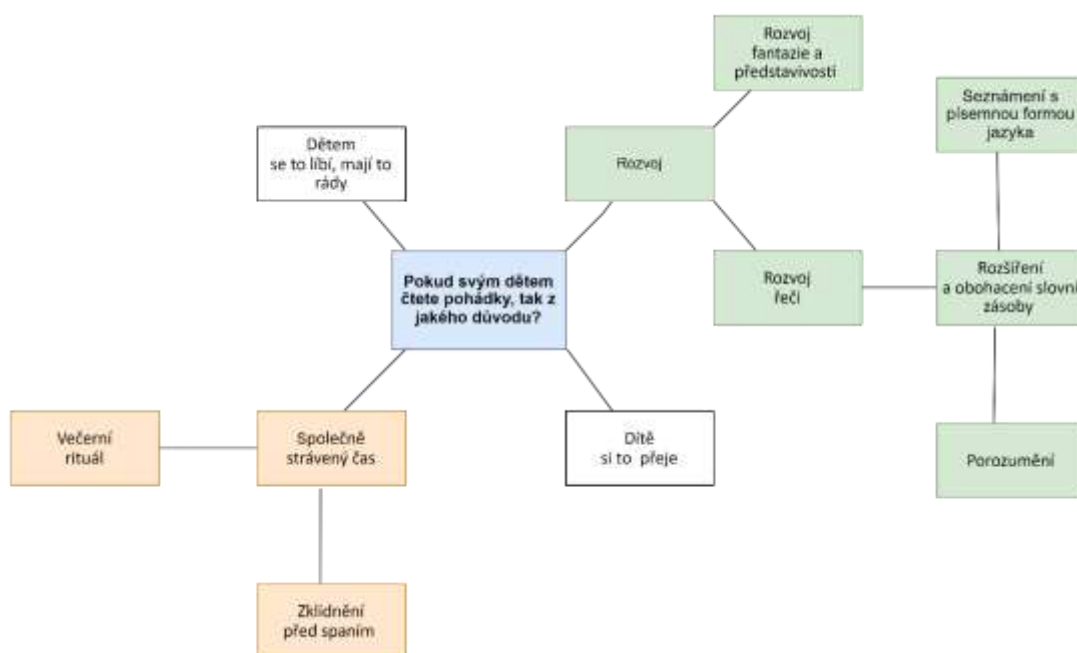 Rozvoj
fantazie a
představivosti
Seznámení s
písemnou formou
jazyka
Dětem
se to líbí, mají to
rády
Rozvoj
Pokud svým dětem
čtete pohádky, tak z
jakého důvodu?
Rozvoj
řeči
Rozšíření
a obohacení slovní
zásoby
Večerní
rituál
Společně
strávený čas
Dítě
si to přeje
Porozumění
Zklidnění
před spaním